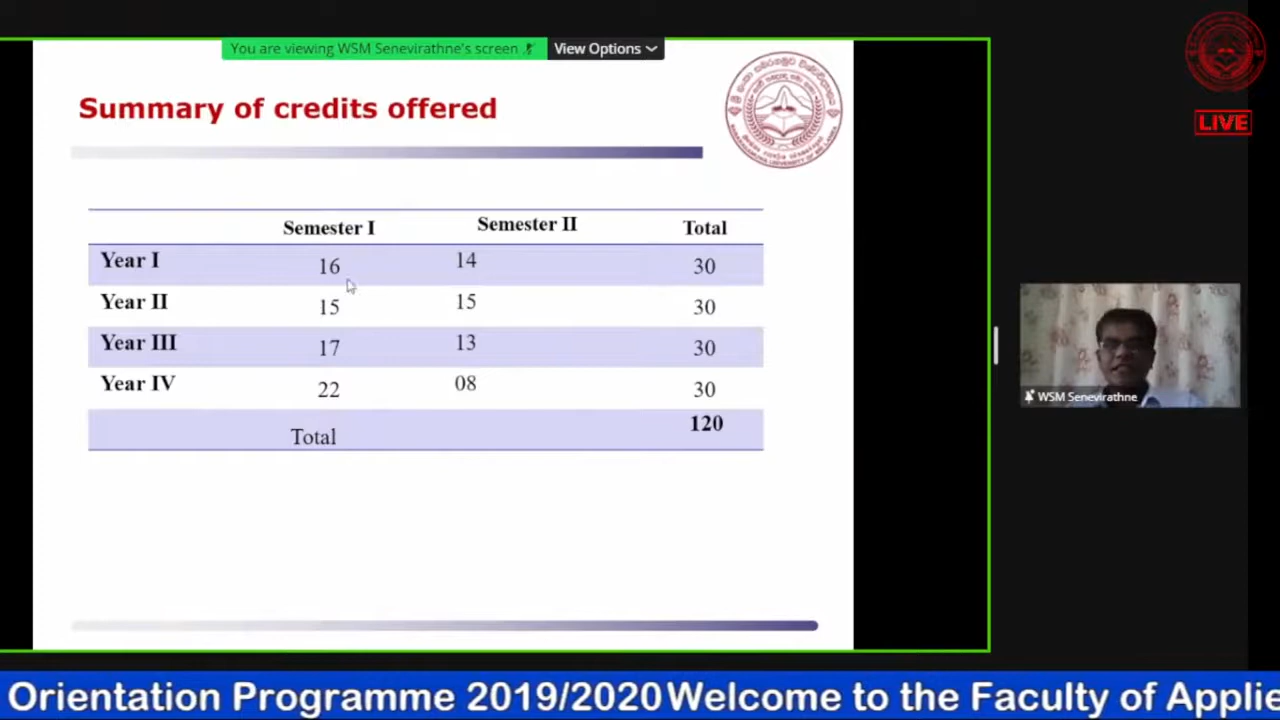 You are viewing WSM Senevirathne's screen
View Options
LIVE
Summary of credits offered
Semester I Semester II Total
Year I 16 14 30
Year II 15 15 30
Year III 17 13 30
Year IV 22 08 30
Total 120
WSM Senevirathne
Orientation Programme 2019/2020 Welcome to the Faculty of Applie